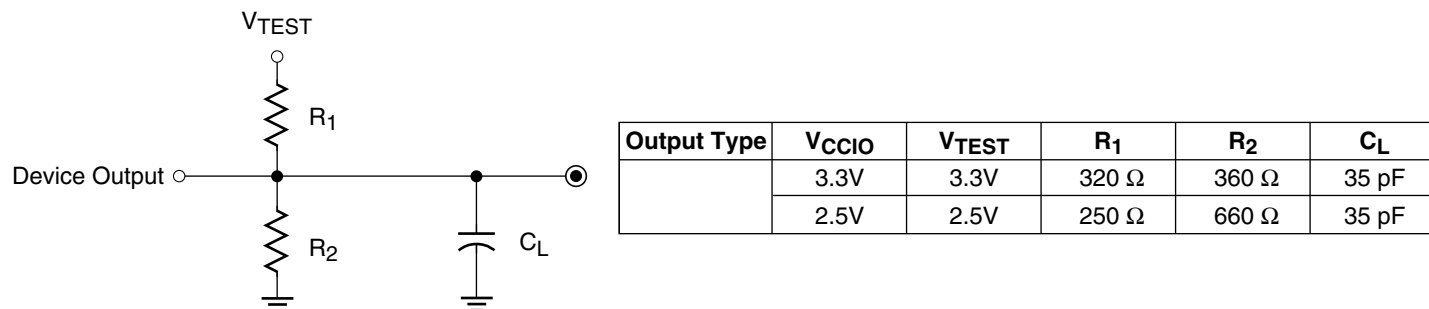 VTEST
R1
Device Output
R2
CL
Output Type VCCIO VTEST R1 R2 CL
3.3V 3.3V 320 Ω 360 Ω 35 pF
2.5V 2.5V 250 Ω 660 Ω 35 pF